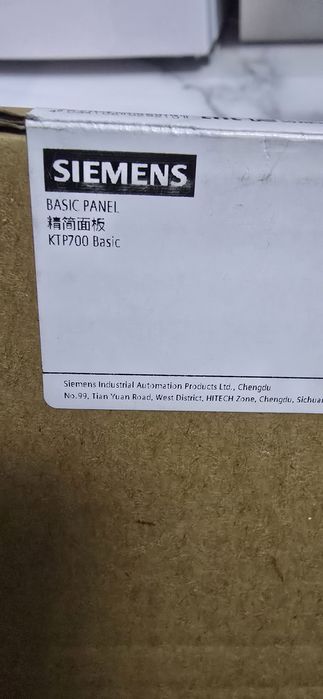 SIEMENS
BASIC PANEL
精简面板
KTP700 Basic
Siemens Industrial Automation Products Ltd., Chengdu
No.99, Tian Yuan Road, West District, HITECH Zone, Chengdu,